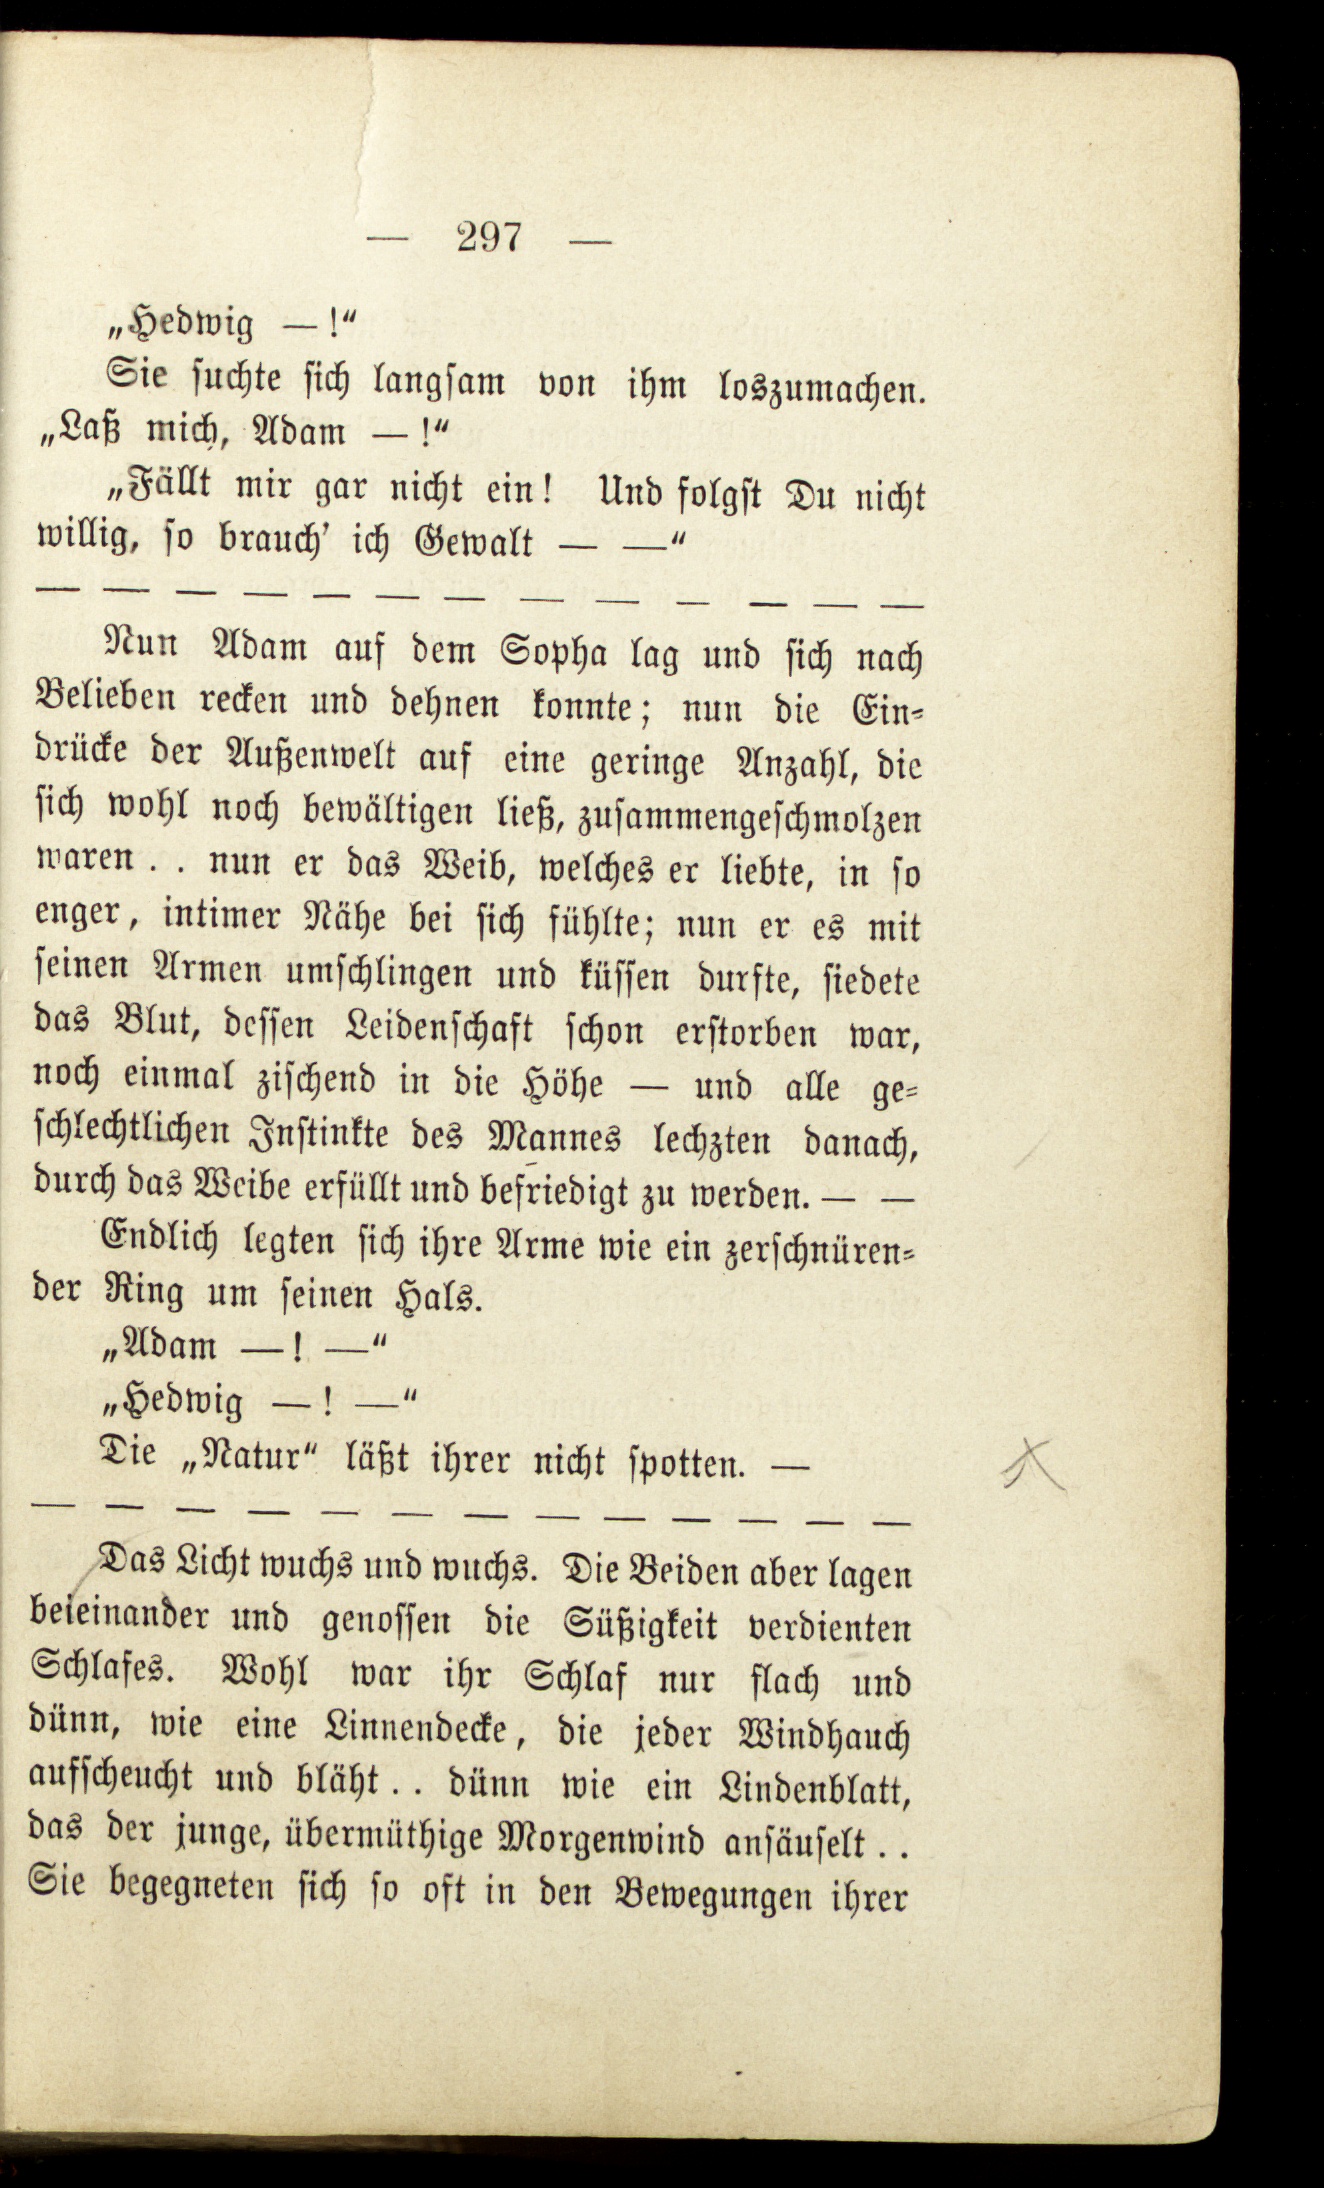 — 297 —
„Hedwig — !“
Sie suchte sich langsam von ihm loszumachen.
„Laß mich, Adam — !“
„Fällt mir gar nicht ein! Und folgst Du nicht
willig, so brauch’ ich Gewalt — —“
— — — — — — — — — — — — —
Nun Adam auf dem Sopha lag und sich nach
Belieben recken und dehnen konnte; nun die Ein-
drücke der Außenwelt auf eine geringe Anzahl, die
sich wohl noch bewältigen ließ, zusammengeschmolzen
waren . . nun er das Weib, welches er liebte, in so
enger, intimer Nähe bei sich fühlte; nun er es mit
seinen Armen umschlingen und küssen durfte, siedete
das Blut, dessen Leidenschaft schon erstorben war,
noch einmal zischend in die Höhe — und alle ge-
schlechtlichen Instinkte des Mannes lechzten danach,
durch das Weibe erfüllt und befriedigt zu werden. — —
Endlich legten sich ihre Arme wie ein zerschnüren-
der Ring um seinen Hals.
„Adam — ! —“
„Hedwig — ! —“
Die „Natur“ läßt ihrer nicht spotten. —
— — — — — — — — — — — — —
Das Licht wuchs und wuchs. Die Beiden aber lagen
beieinander und genossen die Süßigkeit verdienten
Schlafes. Wohl war ihr Schlaf nur flach und
dünn, wie eine Linnendecke, die jeder Windhauch
aufscheucht und bläht . . dünn wie ein Lindenblatt,
das der junge, übermüthige Morgenwind ansäuselt . .
Sie begegneten sich so oft in den Bewegungen ihrer